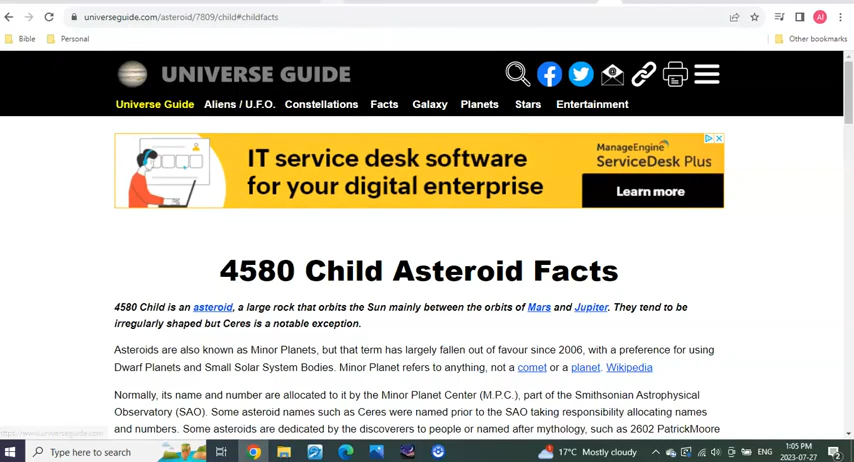 universeguide.com/asteroid/7809/child#childfacts
AI
Bible Personal Other bookmarks
UNIVERSE GUIDE
Universe Guide Aliens / U.F.O. Constellations Facts Galaxy Planets Stars Entertainment
IT service desk software
for your digital enterprise
ManageEngine
ServiceDesk Plus
Learn more
4580 Child Asteroid Facts
4580 Child is an asteroid, a large rock that orbits the Sun mainly between the orbits of Mars and Jupiter. They tend to be
irregularly shaped but Ceres is a notable exception.
Asteroids are also known as Minor Planets, but that term has largely fallen out of favour since 2006, with a preference for using
Dwarf Planets and Small Solar System Bodies. Minor Planet refers to anything, not a comet or a planet. Wikipedia
Normally, its name and number are allocated to it by the Minor Planet Center (M.P.C.), part of the Smithsonian Astrophysical
Observatory (SAO). Some asteroid names such as Ceres were named prior to the SAO taking responsibility allocating names
and numbers. Some asteroids are dedicated by the discoverers to people or named after mythology, such as 2602 PatrickMoore
https://www.universeguide.com
Type here to search
17°C Mostly cloudy
ENG
1:05 PM
2023-07-27
2